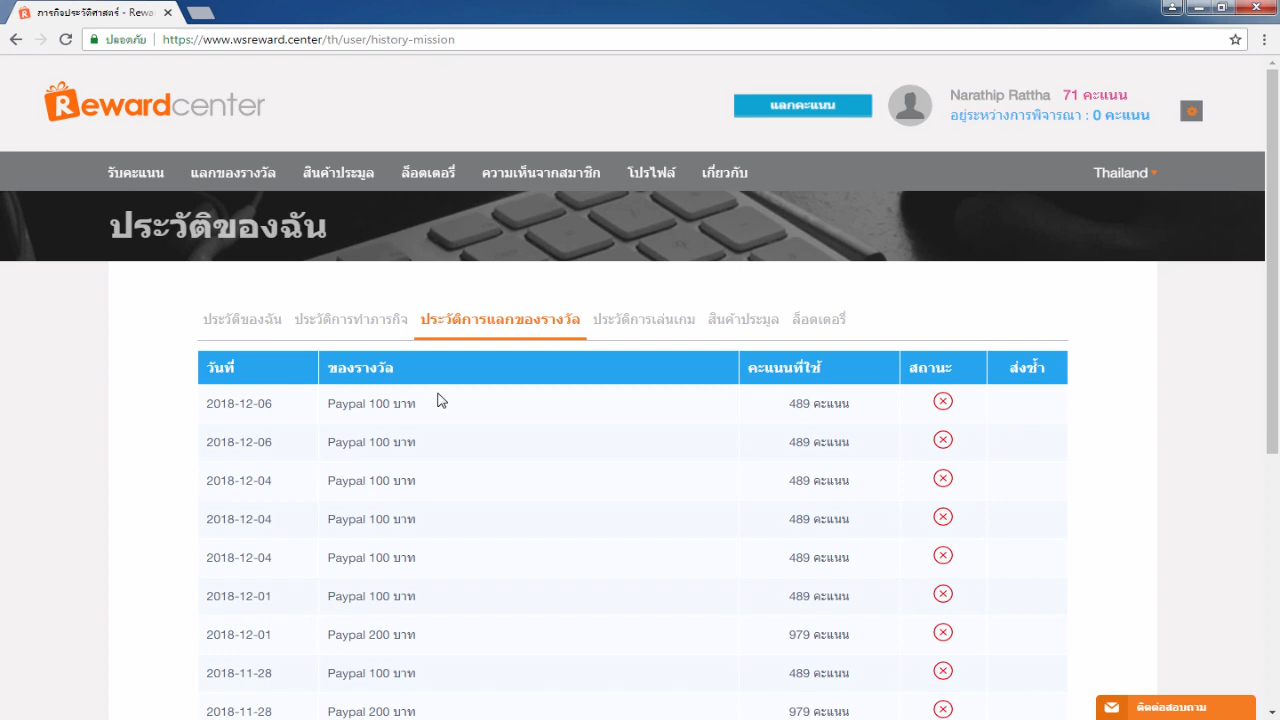 ภารกิจประวัติศาสตร์ - Rewa
ปลอดภัย
https://www.wsreward.center/th/user/history-mission
Rewardcenter
แลกคะแนน
Narathip Rattha 71 คะแนน
อยู่ระหว่างการพิจารณา : 0 คะแนน
รับคะแนน แลกของรางวัล สินค้าประมูล ล็อตเตอรี่ ความเห็นจากสมาชิก โปรไฟล์ เกี่ยวกับ Thailand
ประวัติของฉัน
ประวัติของฉัน ประวัติการทำภารกิจ ประวัติการแลกของรางวัล ประวัติการเล่นเกม สินค้าประมูล ล็อตเตอรี่
วันที่ ของรางวัล คะแนนที่ใช้ สถานะ ส่งซ้ำ
2018-12-06 Paypal 100 บาท 489 คะแนน
2018-12-06 Paypal 100 บาท 489 คะแนน
2018-12-04 Paypal 100 บาท 489 คะแนน
2018-12-04 Paypal 100 บาท 489 คะแนน
2018-12-04 Paypal 100 บาท 489 คะแนน
2018-12-01 Paypal 100 บาท 489 คะแนน
2018-12-01 Paypal 200 บาท 979 คะแนน
2018-11-28 Paypal 100 บาท 489 คะแนน
2018-11-28 Paypal 200 บาท 979 คะแนน
ติดต่อสอบถาม